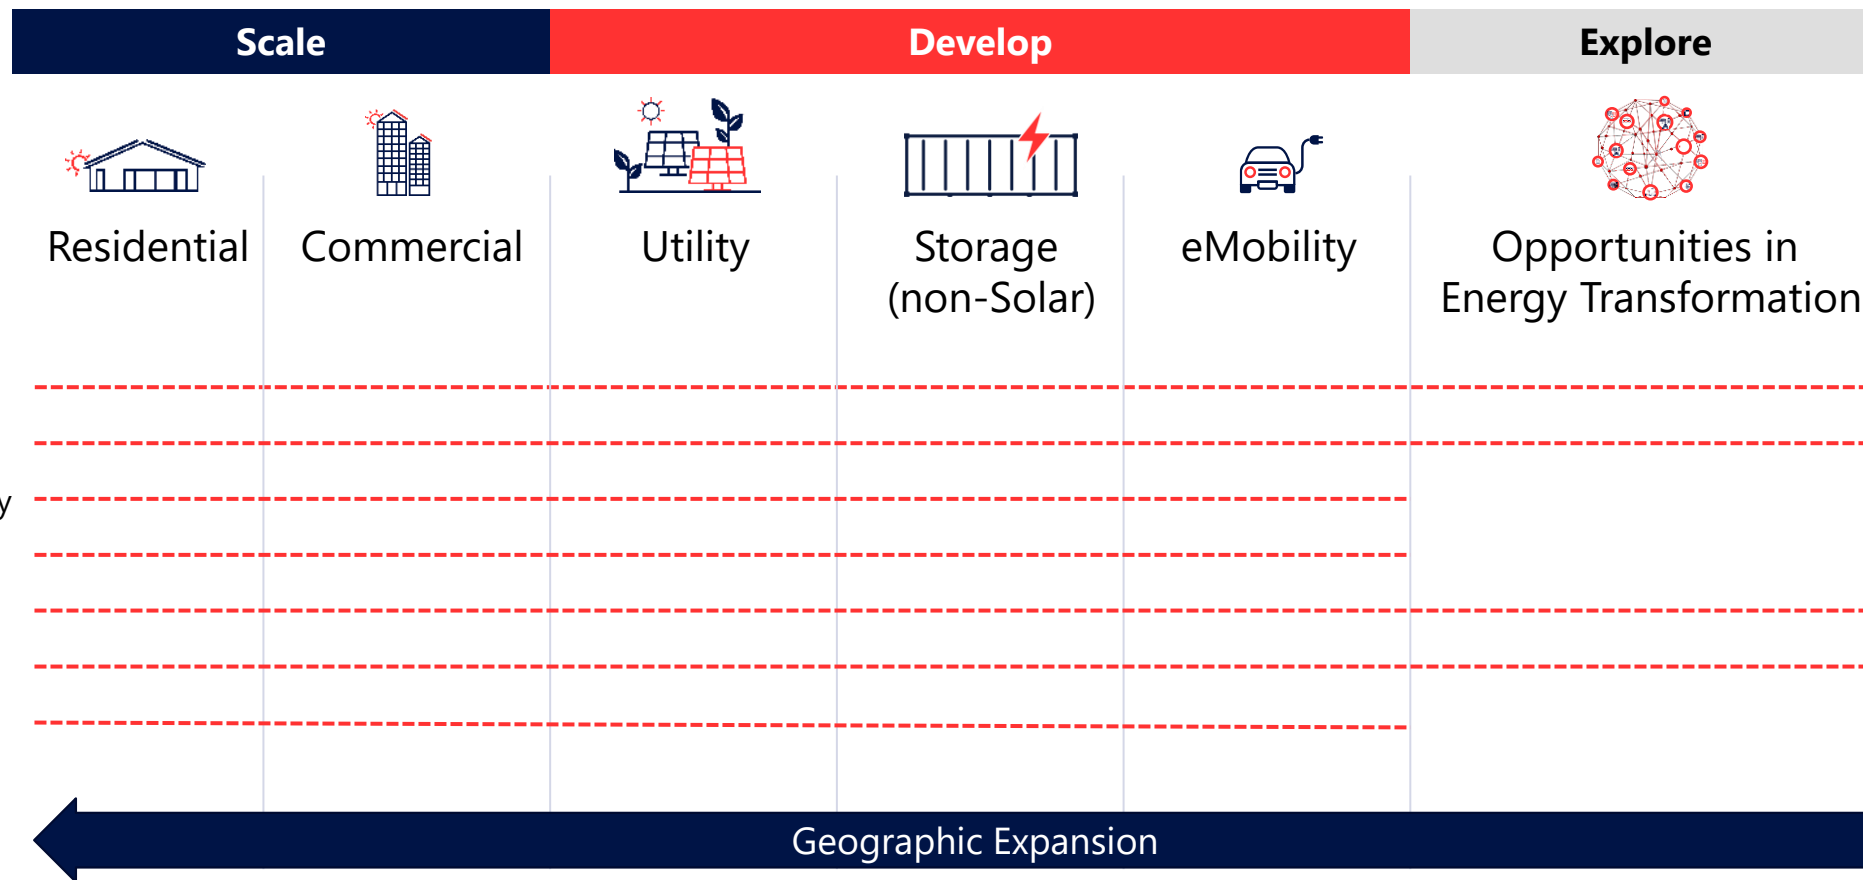 Scale
Develop
Explore
Residential
Commercial
Utility
Storage
(non-Solar)
eMobility
Opportunities in
Energy Transformation
y
Geographic Expansion